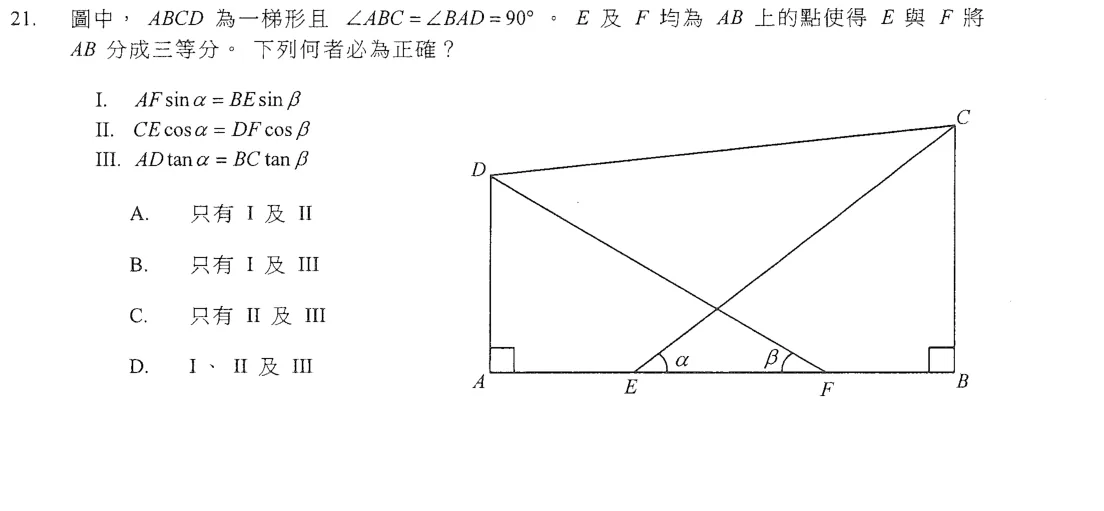 21. 圖中， ABCD 為一梯形且 ∠ABC = ∠BAD = 90° 。 E 及 F 均為 AB 上的點使得 E 與 F 將
AB 分成三等分。 下列何者必為正確？
I. AF sin α = BE sin β
II. CE cos α = DF cos β
III. AD tan α = BC tan β
A. 只有 I 及 II
B. 只有 I 及 III
C. 只有 II 及 III
D. I 、 II 及 III
C
D
α
β
A
E
F
B